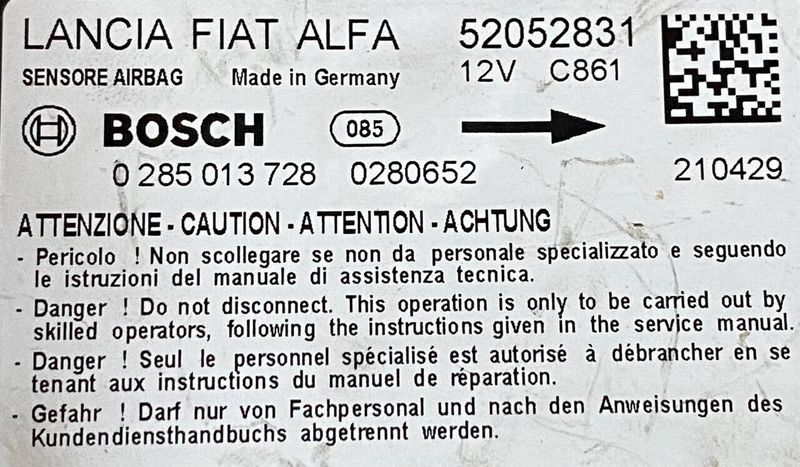 LANCIA FIAT ALFA 52052831
SENSORE AIRBAG Made in Germany 12V C861
BOSCH 085
0 285 013 728 0280652 210429
ATTENZIONE - CAUTION - ATTENTION - ACHTUNG
- Pericolo ! Non scollegare se non da personale specializzato e seguendo
le istruzioni del manuale di assistenza tecnica.
- Danger ! Do not disconnect. This operation is only to be carried out by
skilled operators, following the instructions given in the service manual.
- Danger ! Seul le personnel spécialisé est autorisé à débrancher en se
tenant aux instructions du manuel de réparation.
- Gefahr ! Darf nur von Fachpersonal und nach den Anweisungen des
Kundendiensthandbuchs abgetrennt werden.